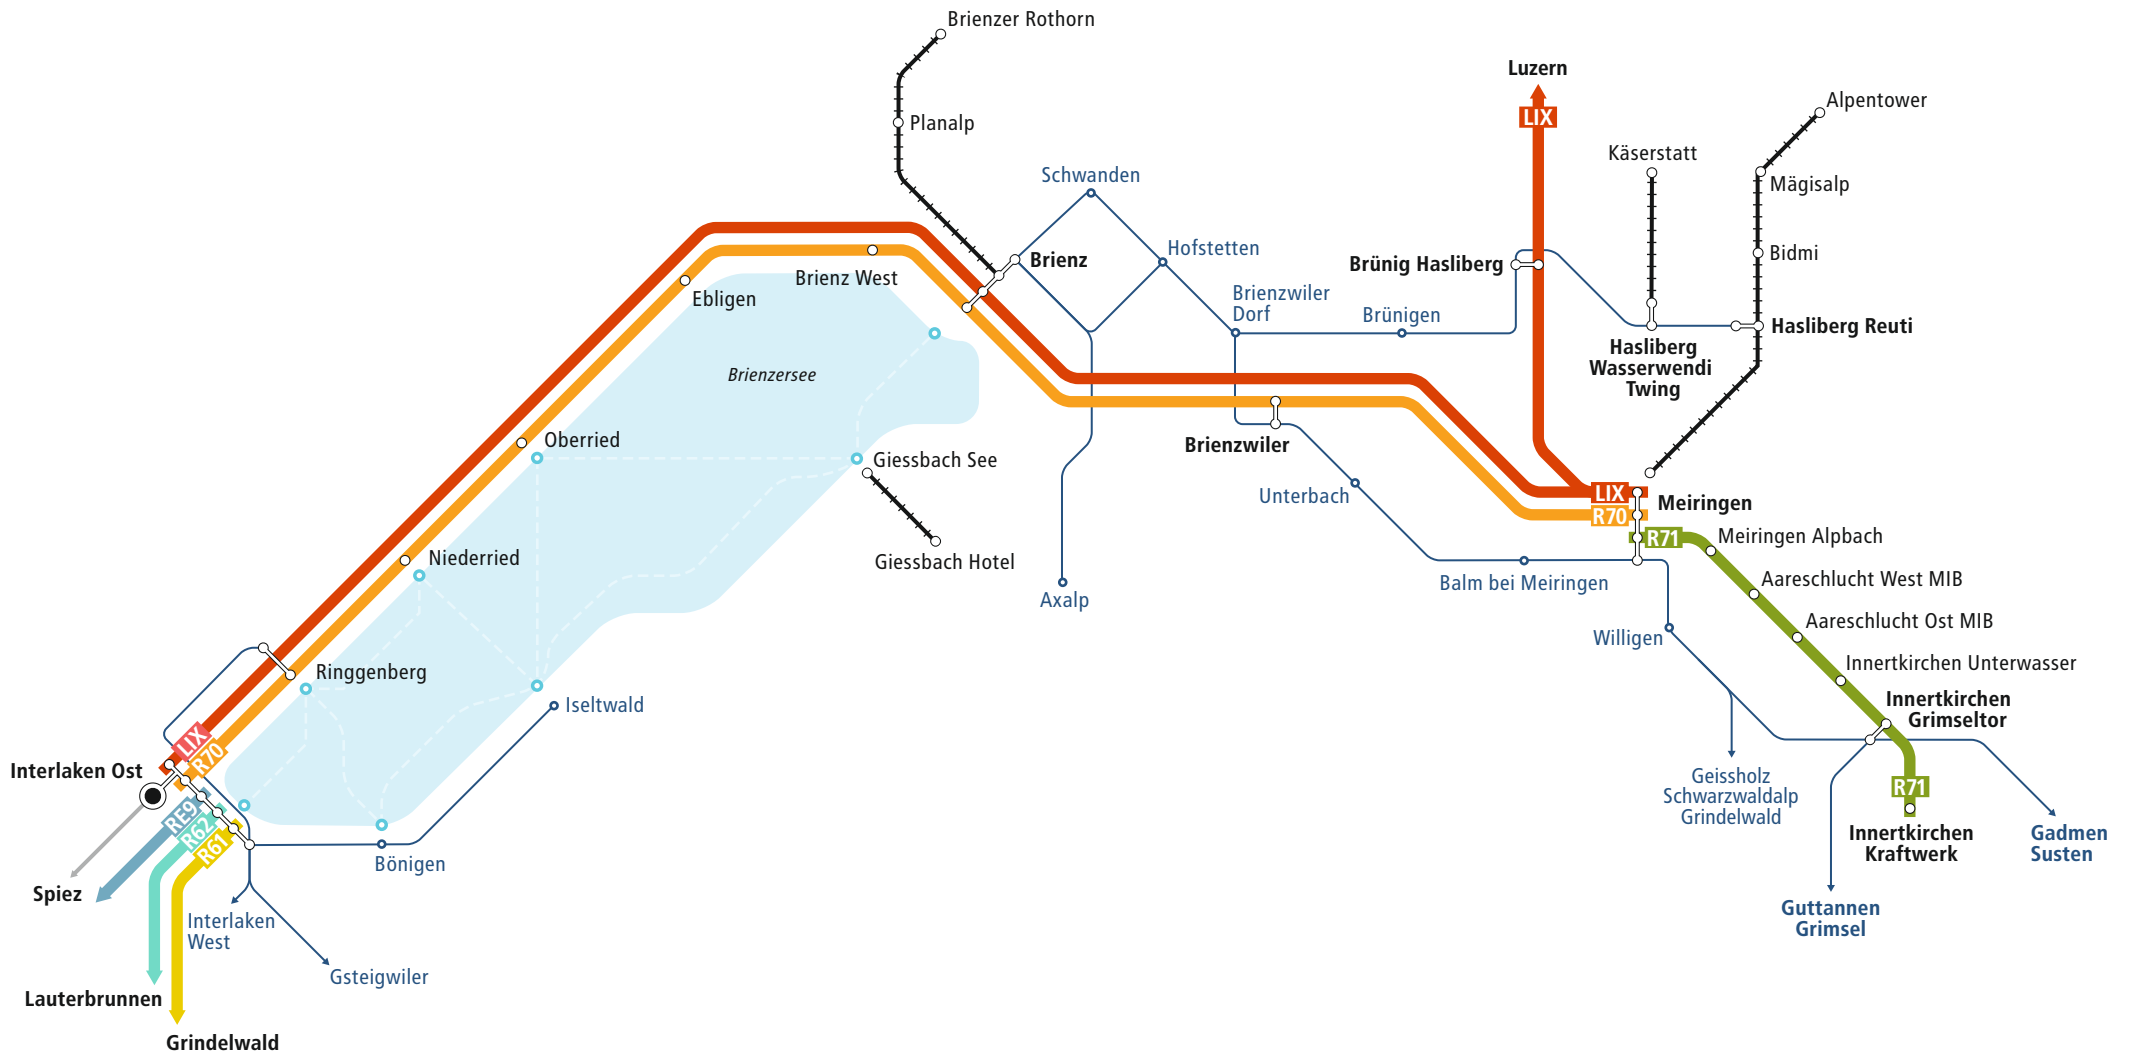 Brienzer Rothorn
Luzern
Alpentower
LIX
Planalp
Käserstatt
Schwanden
Mägisalp
Hofstetten
Bidmi
Brienz
Brünig Hasliberg
Brienz West
Ebligen
Brienzwiler
Dorf
Brünigen
Hasliberg Reuti
Hasliberg
Wasserwendi
Twing
Brienzersee
Oberried
Brienzwiler
Giessbach See
Unterbach
LIX
Meiringen
R70
R71
Meiringen Alpbach
Niederried
Giessbach Hotel
Aareschlucht West MIB
Balm bei Meiringen
Axalp
Aareschlucht Ost MIB
Willigen
Innertkirchen Unterwasser
Ringgenberg
Iseltwald
Innertkirchen
Grimseltor
LIX
R70
Interlaken Ost
Geissholz
Schwarzwaldalp
Grindelwald
R71
RE9
R62
R61
Innertkirchen
Kraftwerk
Gadmen
Susten
Bönigen
Spiez
Interlaken
West
Guttannen
Grimsel
Gsteigwiler
Lauterbrunnen
Grindelwald